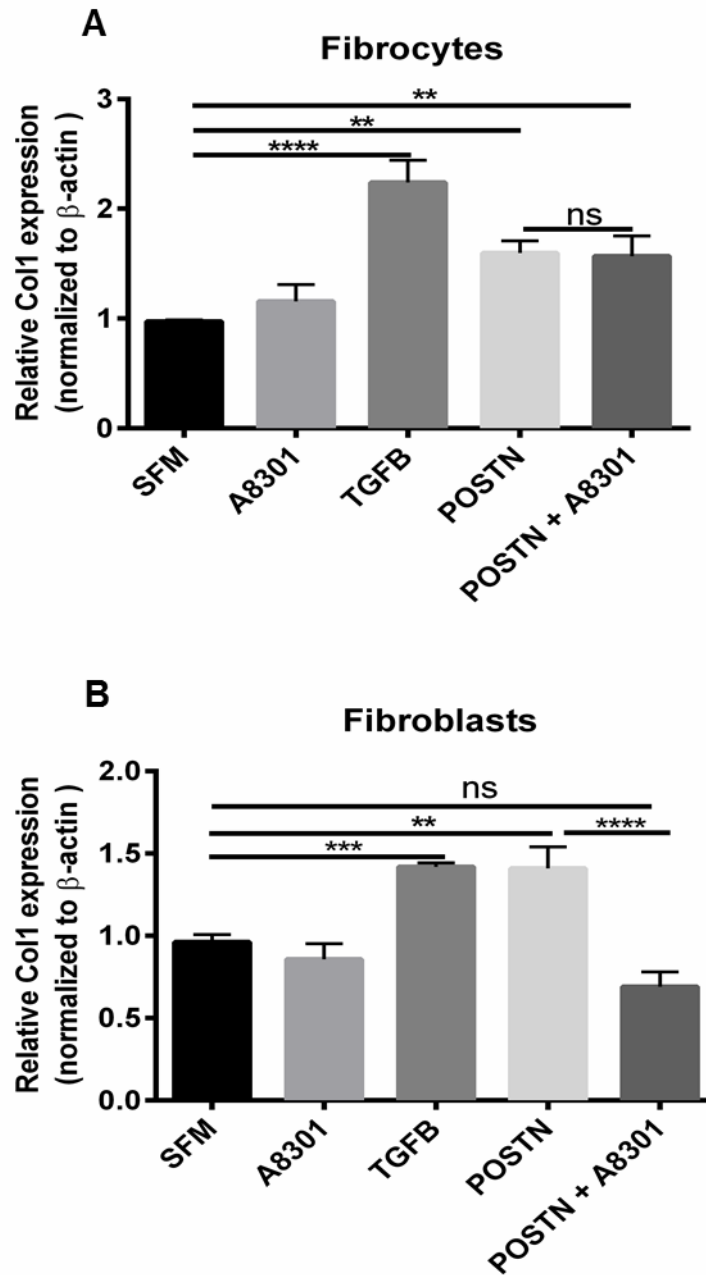 A
Fibrocytes
Relative Col1 expression
(normalized to β-actin )
3
2
1
0
**
**
****
ns
SFM
A8301
TGFB
POSTN
POSTN + A8301
B
Fibroblasts
Relative Col1 expression
(normalized to β-actin )
2.0
1.5
1.0
0.5
0.0
ns
**
****
***
SFM
A8301
TGFB
POSTN
POSTN + A8301